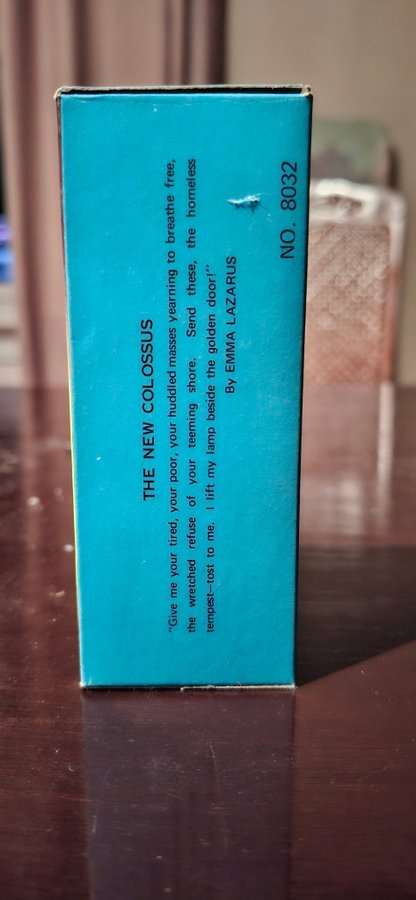 THE NEW COLOSSUS
"Give me your tired, your poor, your huddled masses yearning to breathe free,
the wretched refuse of your teeming shore. Send these, the homeless
tempest—tost to me. I lift my lamp beside the golden door!"
By EMMA LAZARUS
NO. 8032